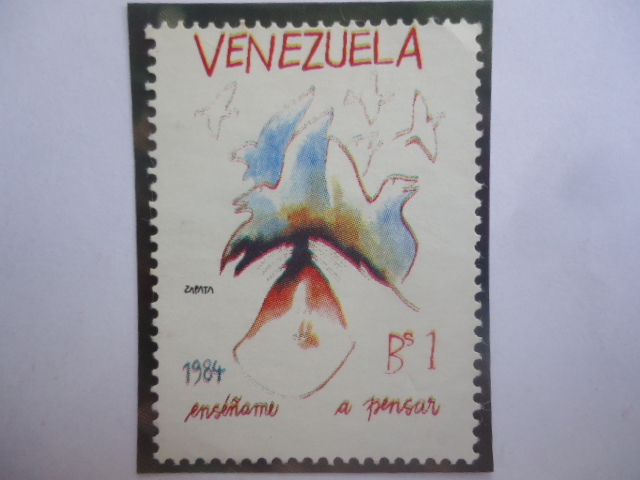 VENEZUELA
ZAPATA
Bs 1
1984
enséñame a pensar